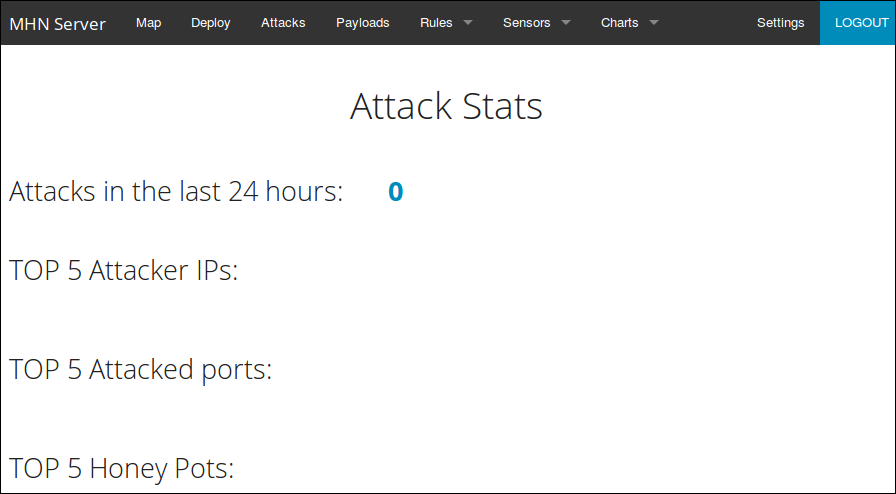 MHN Server Map Deploy Attacks Payloads Rules Sensors Charts Settings LOGOUT
Attack Stats
Attacks in the last 24 hours: 0
TOP 5 Attacker IPs:
TOP 5 Attacked ports:
TOP 5 Honey Pots: